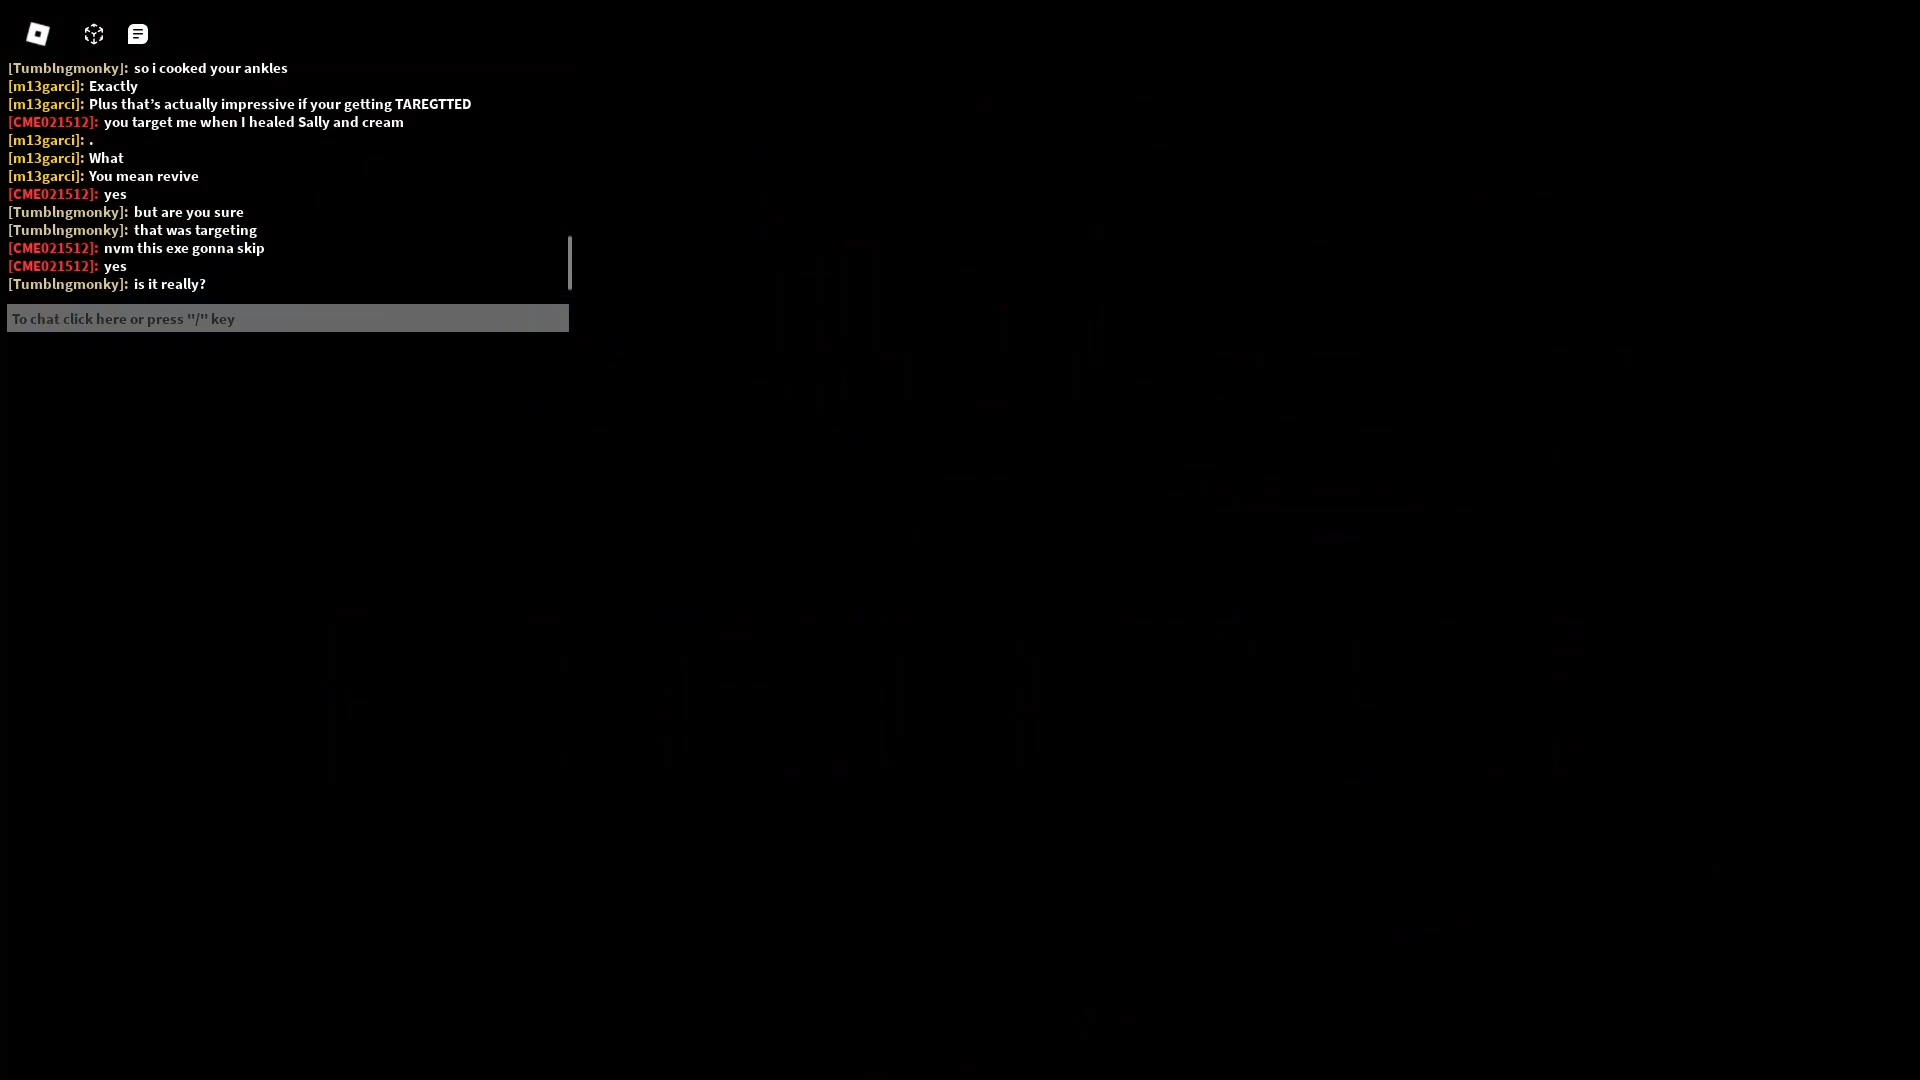 [Tumblngmonky]: so i cooked your ankles
[m13garci]: Exactly
[m13garci]: Plus that's actually impressive if your getting TAREGTTED
[CME021512]: you target me when I healed Sally and cream
[m13garci]: .
[m13garci]: What
[m13garci]: You mean revive
[CME021512]: yes
[Tumblngmonky]: but are you sure
[Tumblngmonky]: that was targeting
[CME021512]: nvm this exe gonna skip
[CME021512]: yes
[Tumblngmonky]: is it really?
To chat click here or press "/" key